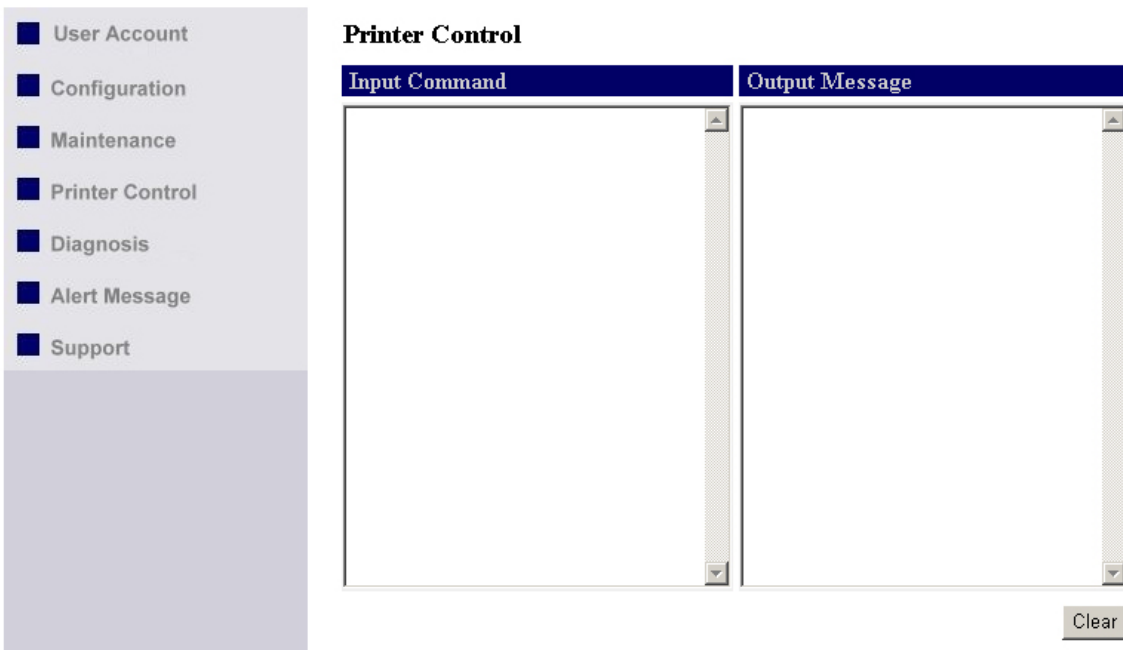 User Account
Configuration
Maintenance
Printer Control
Diagnosis
Alert Message
Support
Printer Control
Input Command
Output Message
Clear